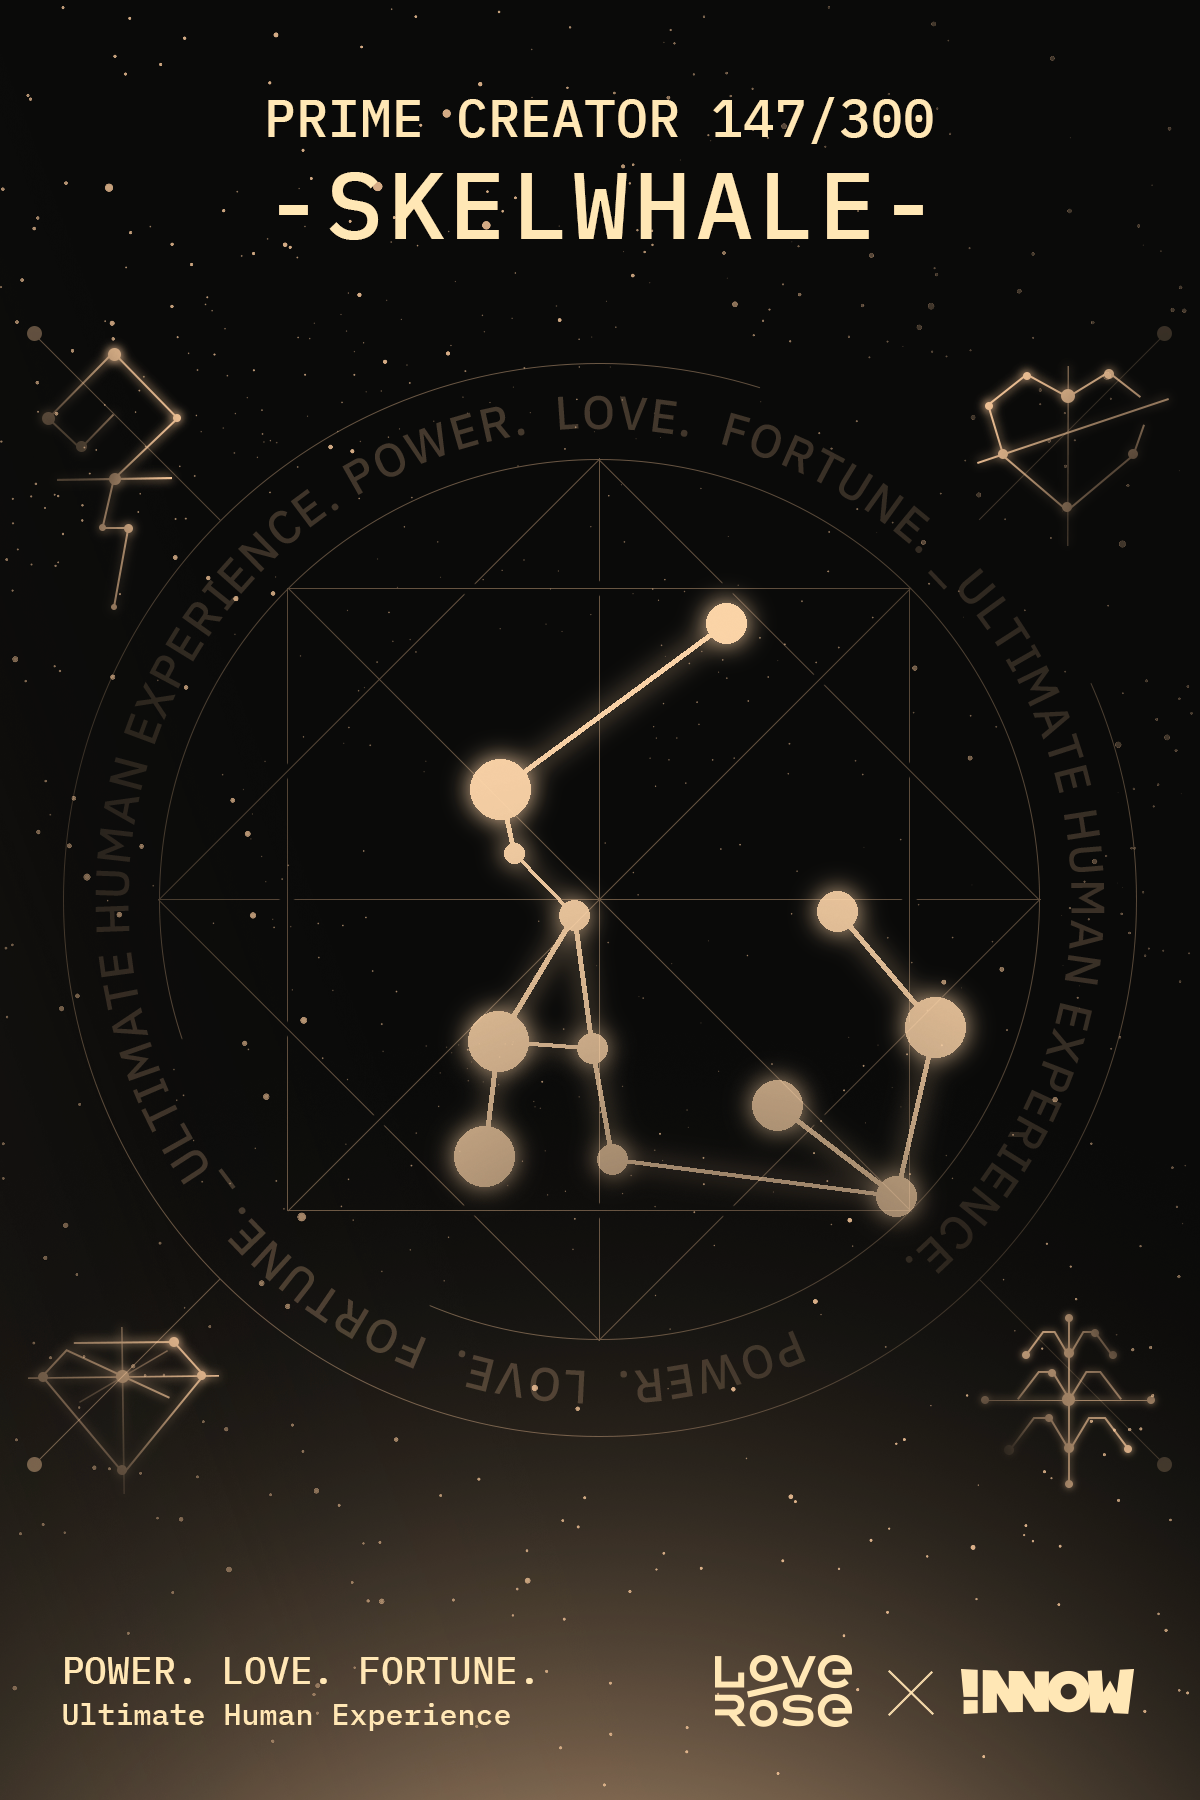 PRIME CREATOR 147/300
-SKELWHALE-
POWER. LOVE. FORTUNE. - ULTIMATE HUMAN EXPERIENCE.
POWER. LOVE. FORTUNE. - ULTIMATE HUMAN EXPERIENCE.
POWER. LOVE. FORTUNE.
Ultimate Human Experience
LOVE
ROSE
!NNOW